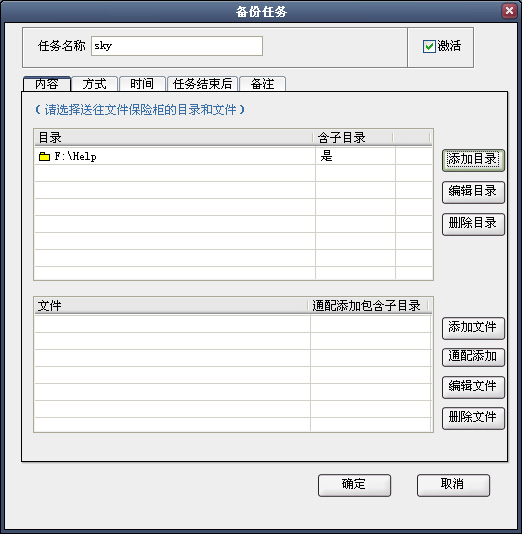 备份任务
任务名称 sky 激活
内容 方式 时间 任务结束后 备注
(请选择送往文件保险柜的目录和文件)
目录 含子目录
F:\Help 是
添加目录
编辑目录
删除目录
文件 通配添加包含子目录
添加文件
通配添加
编辑文件
删除文件
确定 取消